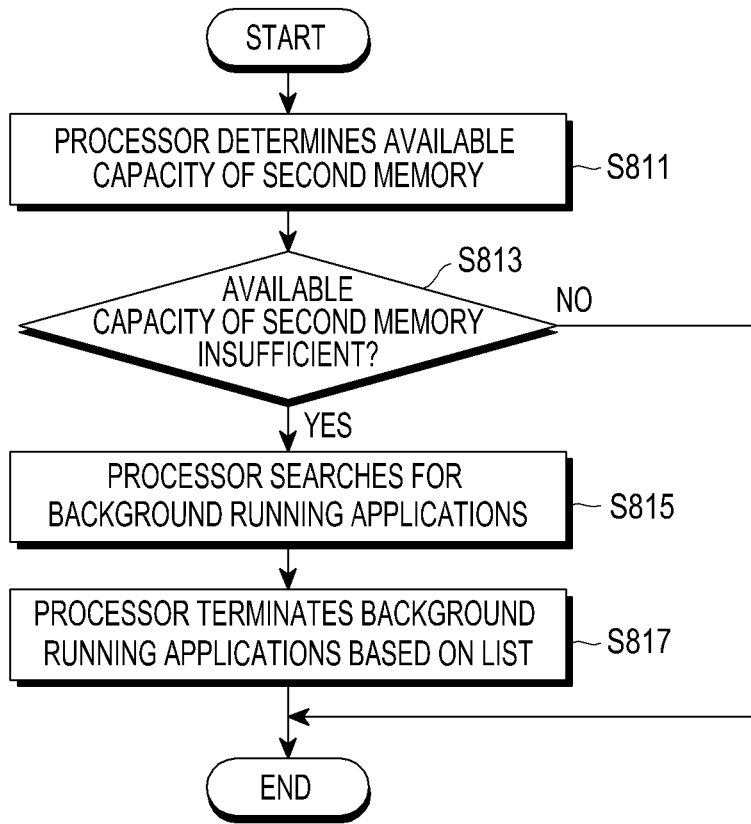 START
PROCESSOR DETERMINES AVAILABLE
CAPACITY OF SECOND MEMORY
S811
S813
AVAILABLE
CAPACITY OF SECOND MEMORY
INSUFFICIENT?
NO
YES
PROCESSOR SEARCHES FOR
BACKGROUND RUNNING APPLICATIONS
S815
PROCESSOR TERMINATES BACKGROUND
RUNNING APPLICATIONS BASED ON LIST
S817
END